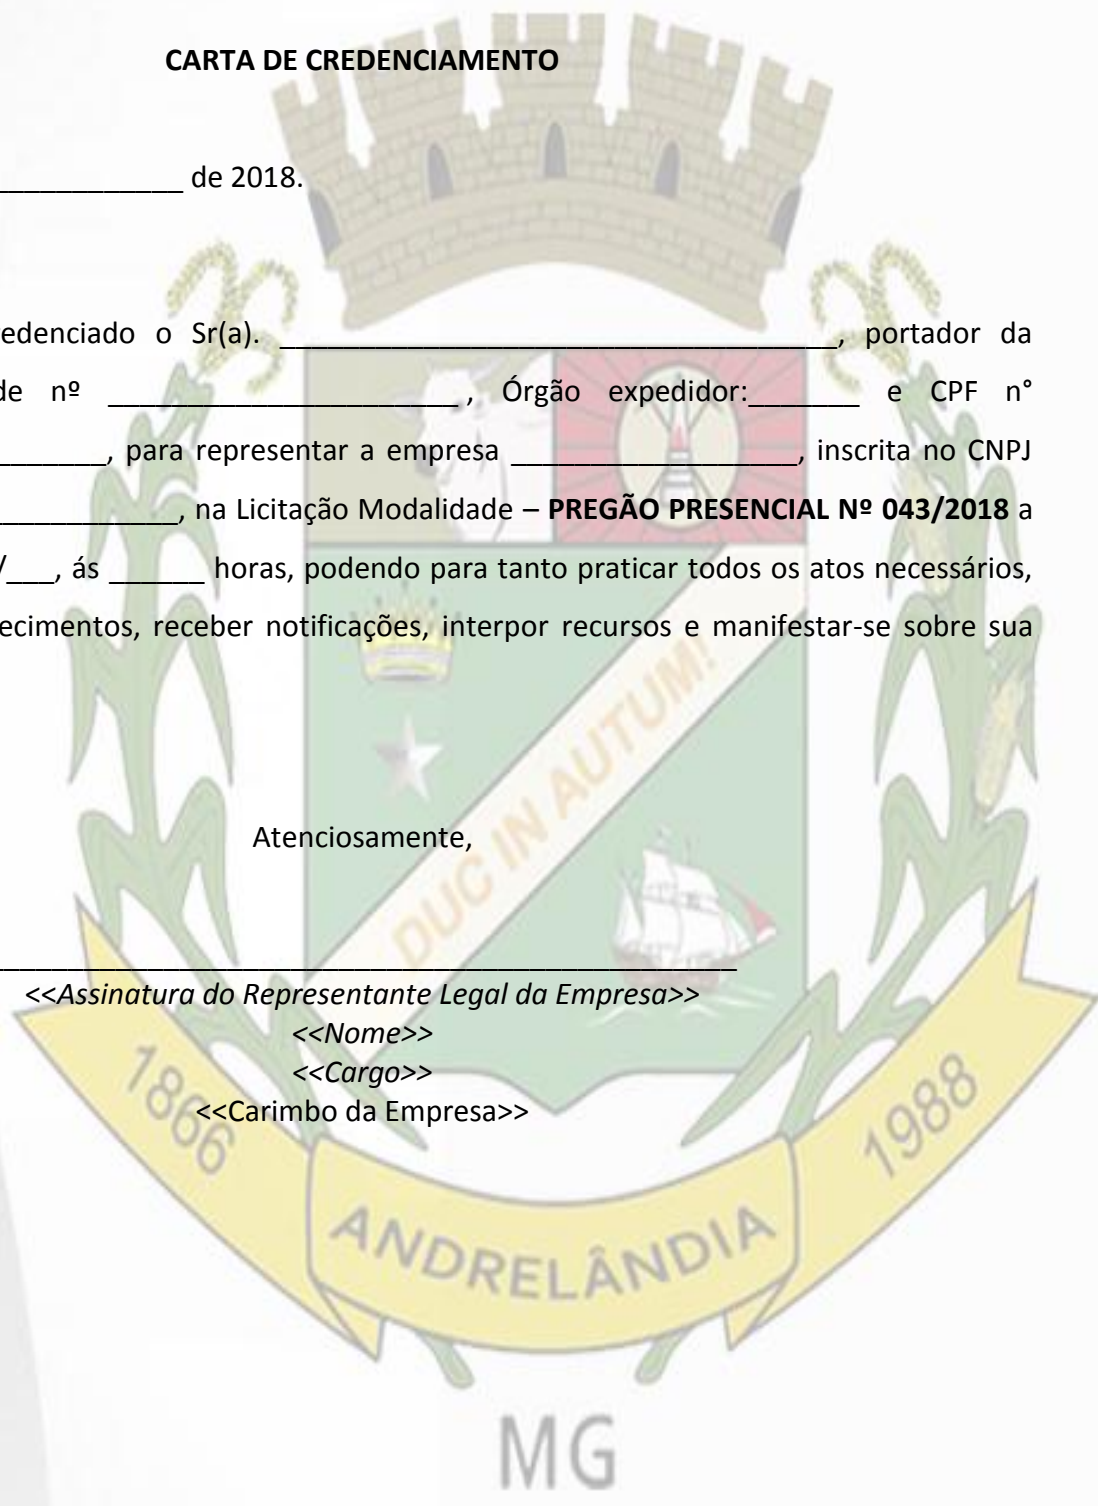 CARTA DE CREDENCIAMENTO
____________ de 2018.
edenciado o Sr(a). ___________________________________, portador da
de nº ______________________, Órgão expedidor:_______ e CPF n°
_______, para representar a empresa __________________, inscrita no CNPJ
___________, na Licitação Modalidade – PREGÃO PRESENCIAL Nº 043/2018 a
/___, ás ______ horas, podendo para tanto praticar todos os atos necessários,
ecimentos, receber notificações, interpor recursos e manifestar-se sobre sua
Atenciosamente,
______________________________________________
<<Assinatura do Representante Legal da Empresa>>
<<Nome>>
<<Cargo>>
<<Carimbo da Empresa>>
DUC IN AUTUM!
1866
ANDRELÂNDIA
1988
MG